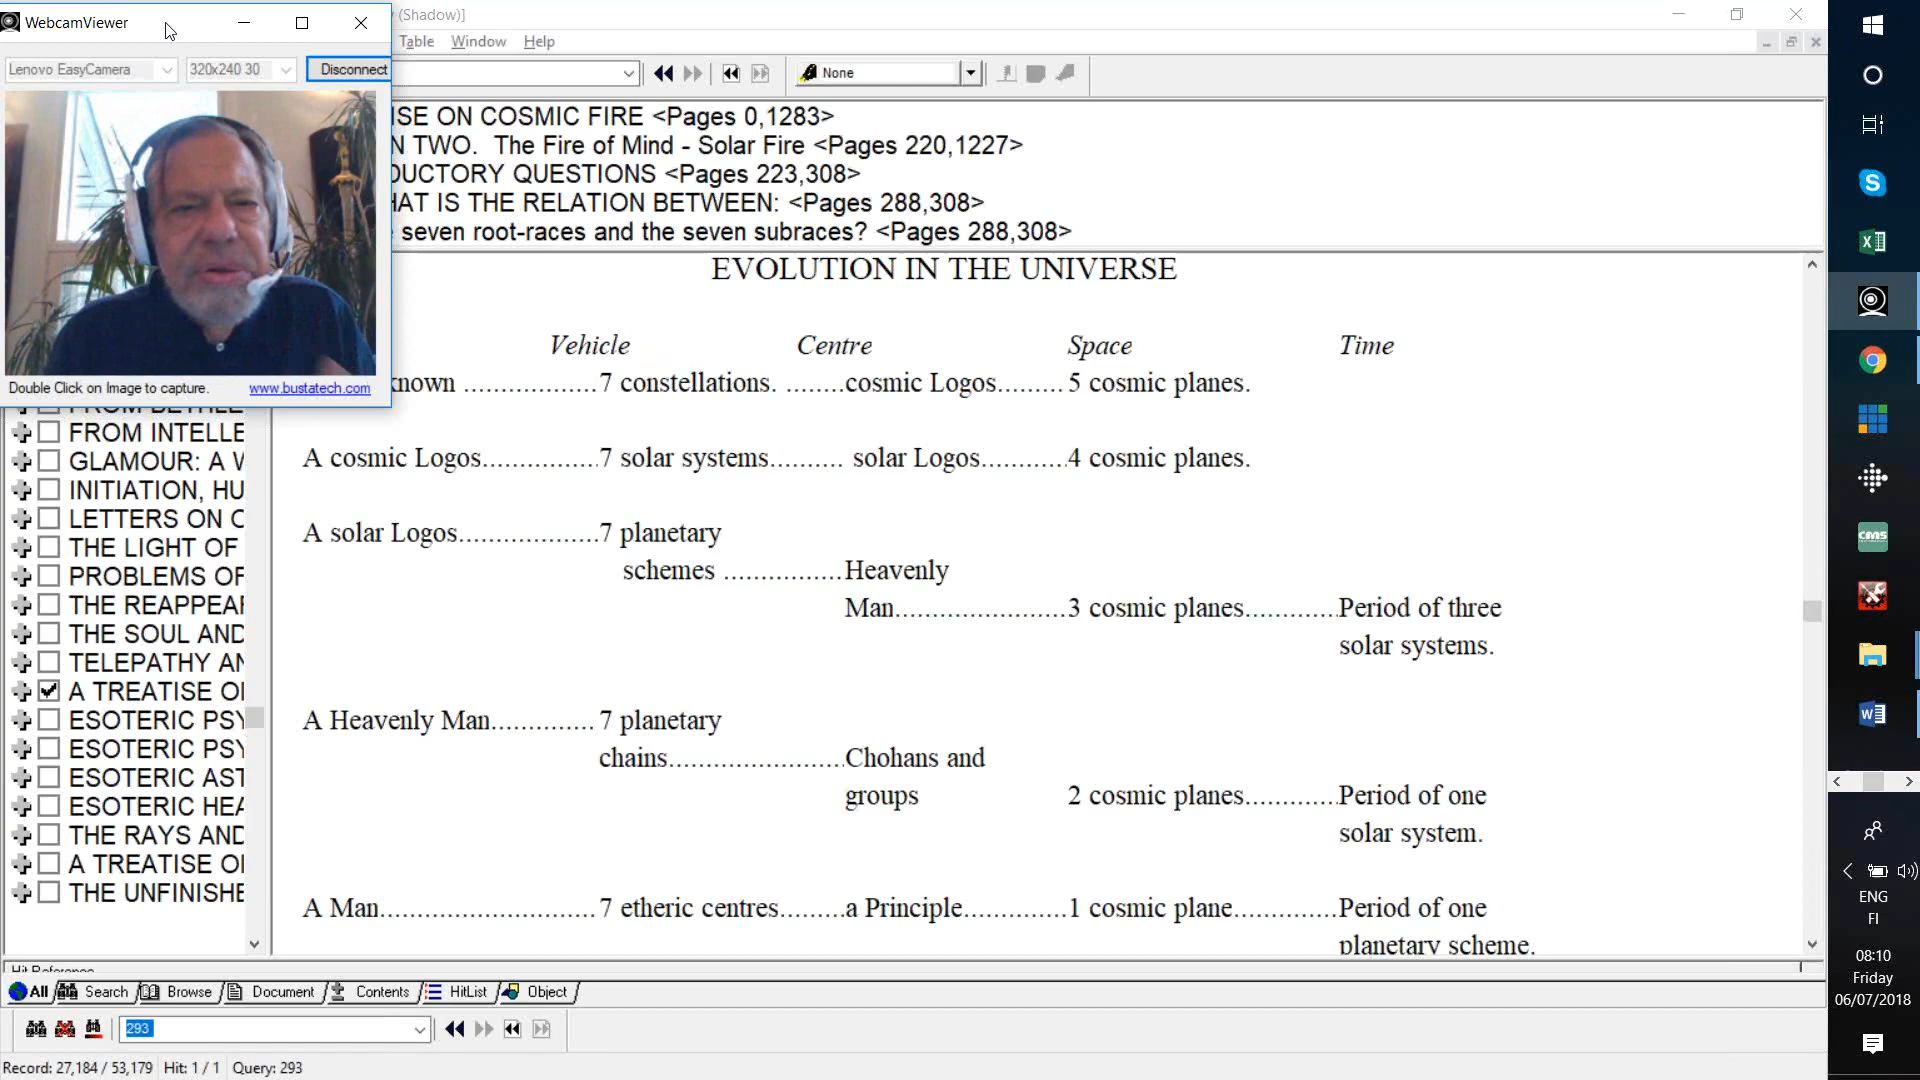 WebcamViewer
(Shadow)]
Table Window Help
Lenovo EasyCamera 320x240 30 Disconnect
None
ISE ON COSMIC FIRE <Pages 0,1283>
N TWO. The Fire of Mind - Solar Fire <Pages 220,1227>
DUCTORY QUESTIONS <Pages 223,308>
HAT IS THE RELATION BETWEEN: <Pages 288,308>
seven root-races and the seven subraces? <Pages 288,308>
Double Click on Image to capture. www.bustatech.com
EVOLUTION IN THE UNIVERSE
Vehicle Centre Space Time
known ..................7 constellations. ........cosmic Logos......... 5 cosmic planes.
A cosmic Logos................7 solar systems.......... solar Logos............4 cosmic planes.
A solar Logos...................7 planetary
schemes ................Heavenly
Man........................3 cosmic planes............Period of three
solar systems.
A Heavenly Man............. 7 planetary
chains........................Chohans and
groups 2 cosmic planes............Period of one
solar system.
A Man..............................7 etheric centres........a Principle.............1 cosmic plane.............Period of one
planetary scheme.
FROM BETHLE
FROM INTELLE
GLAMOUR: A W
INITIATION, HU
LETTERS ON O
THE LIGHT OF
PROBLEMS OF
THE REAPPEAR
THE SOUL AND
TELEPATHY AN
A TREATISE OI
ESOTERIC PSY
ESOTERIC PSY
ESOTERIC AST
ESOTERIC HEA
THE RAYS AND
A TREATISE OI
THE UNFINISHE
Hit Reference
All Search Browse Document Contents HitList Object
293
Record: 27,184 / 53,179 Hit: 1 / 1 Query: 293
cms
ENG
FI
08:10
Friday
06/07/2018